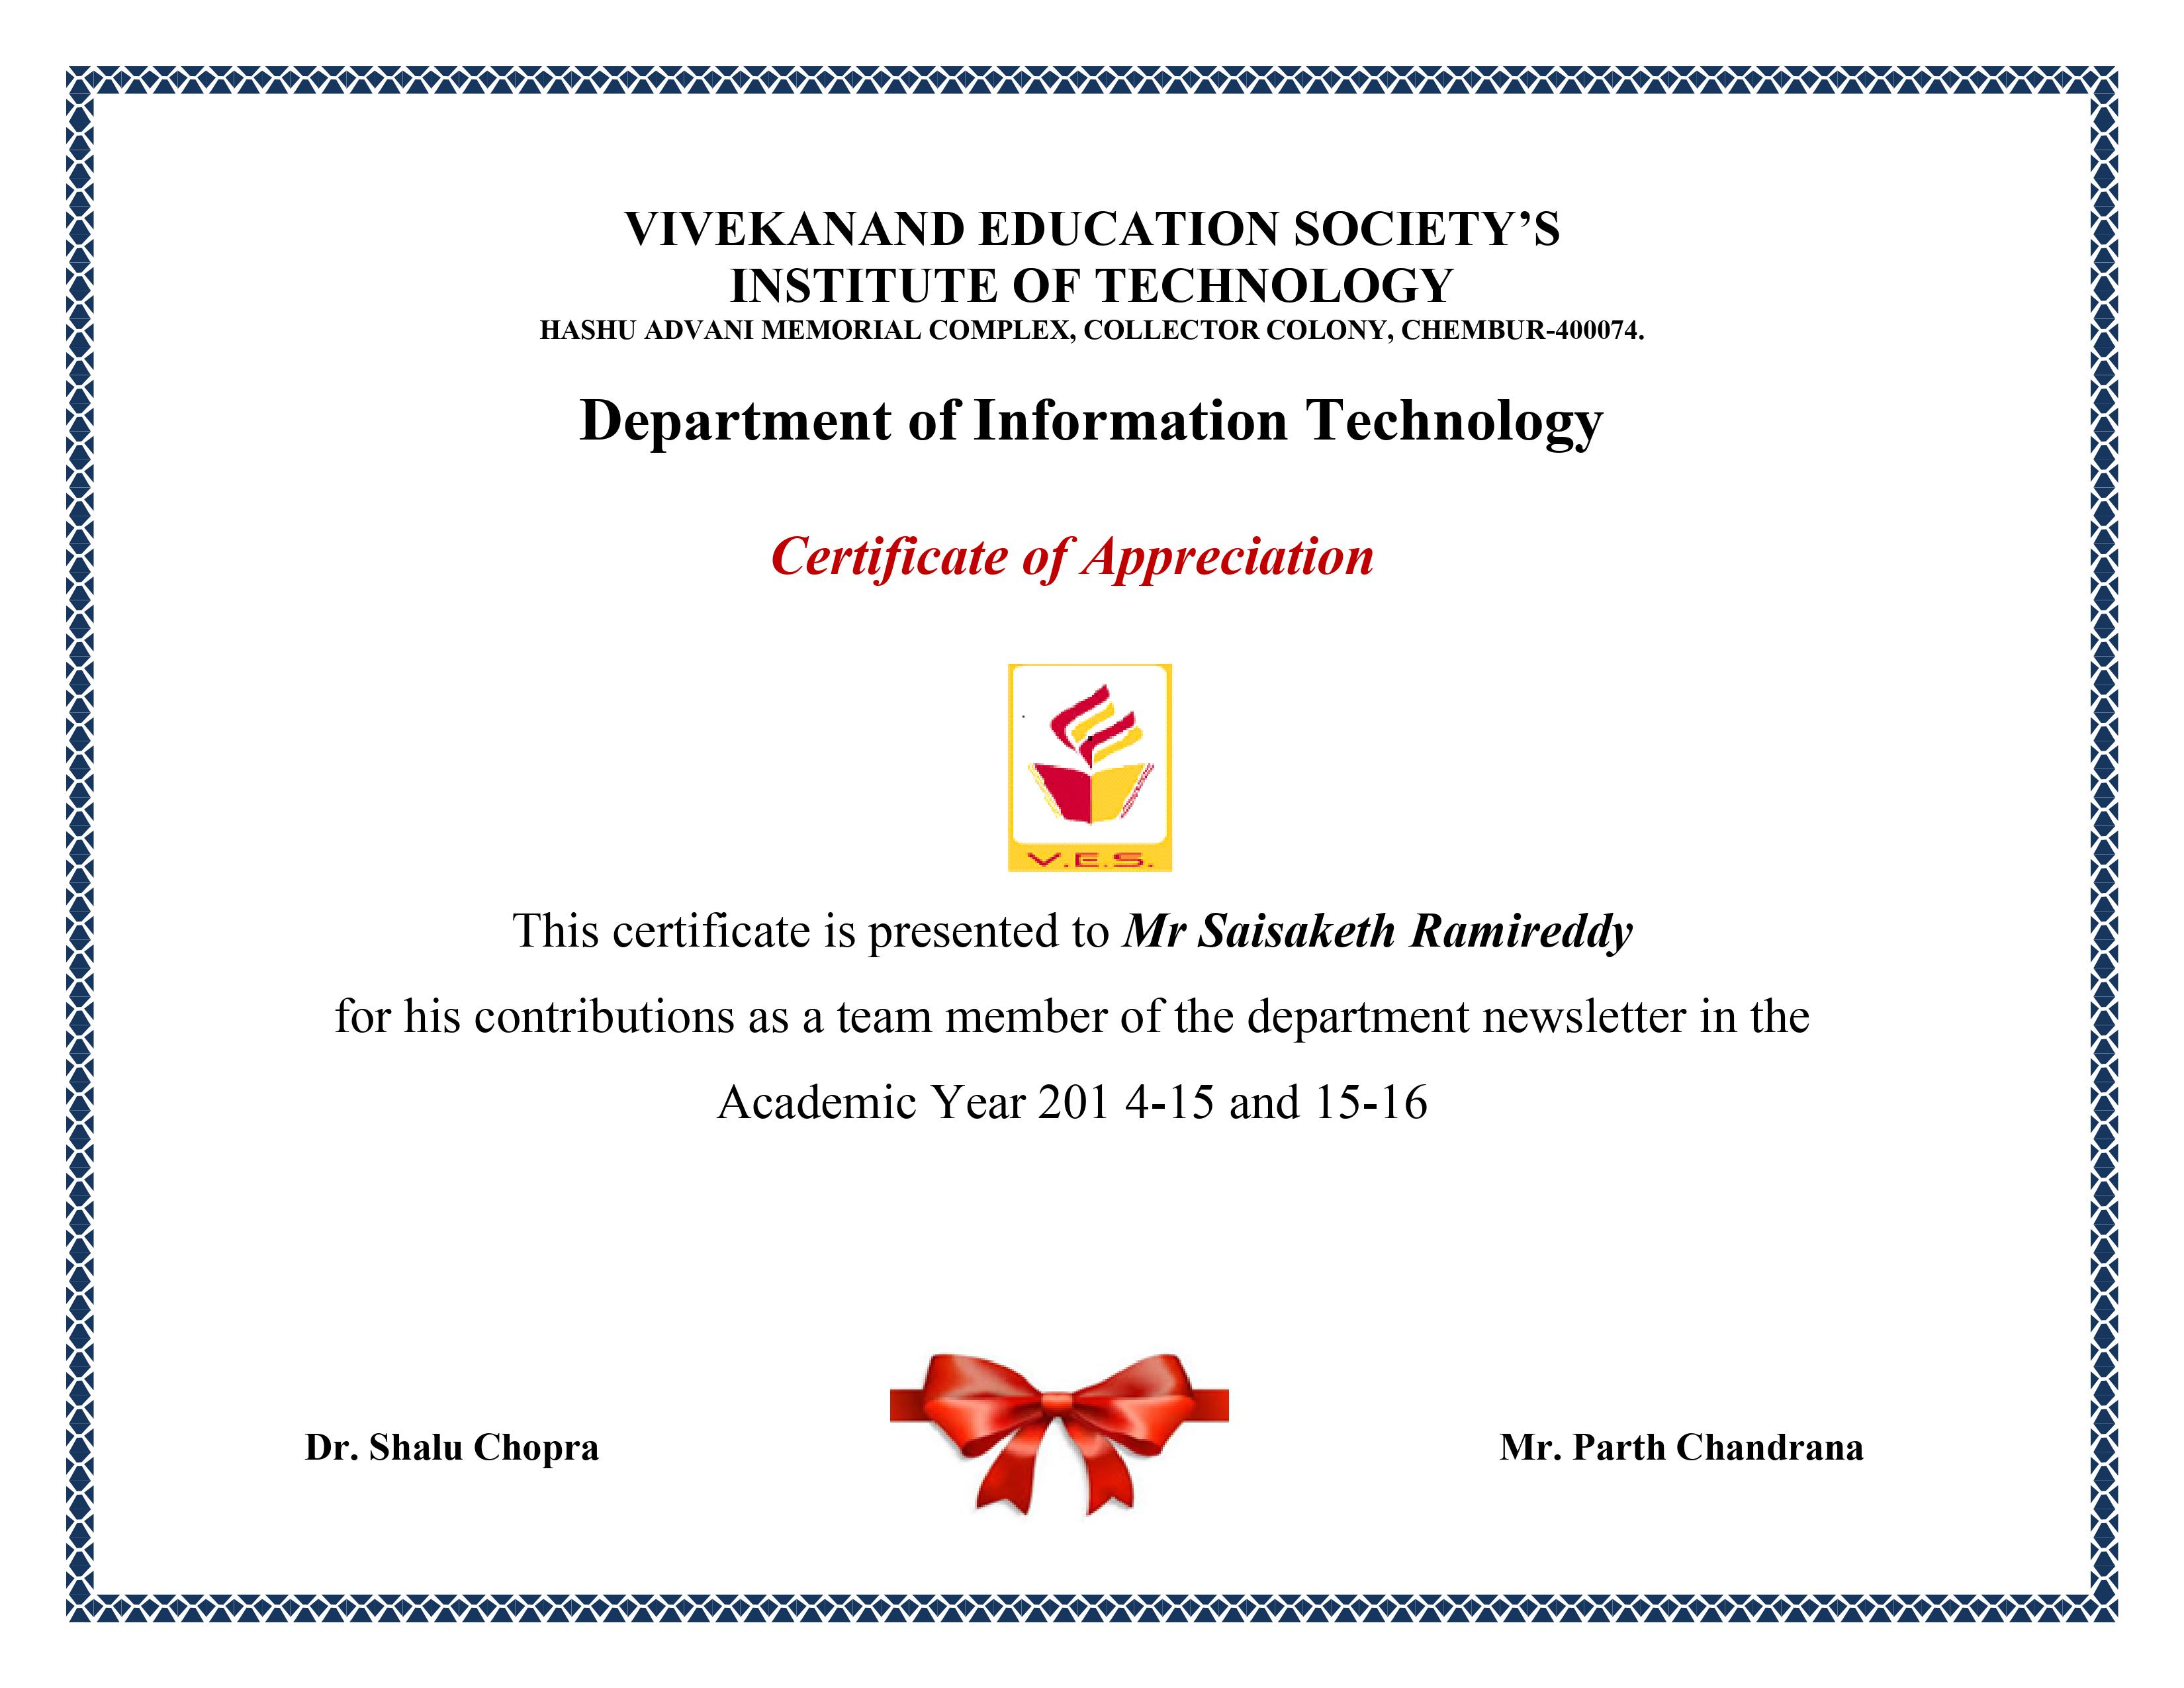 VIVEKANAND EDUCATION SOCIETY’S
INSTITUTE OF TECHNOLOGY
HASHU ADVANI MEMORIAL COMPLEX, COLLECTOR COLONY, CHEMBUR-400074.
Department of Information Technology
Certificate of Appreciation
V.E.S.
This certificate is presented to Mr Saisaketh Ramireddy
for his contributions as a team member of the department newsletter in the
Academic Year 201 4-15 and 15-16
Dr. Shalu Chopra
Mr. Parth Chandrana